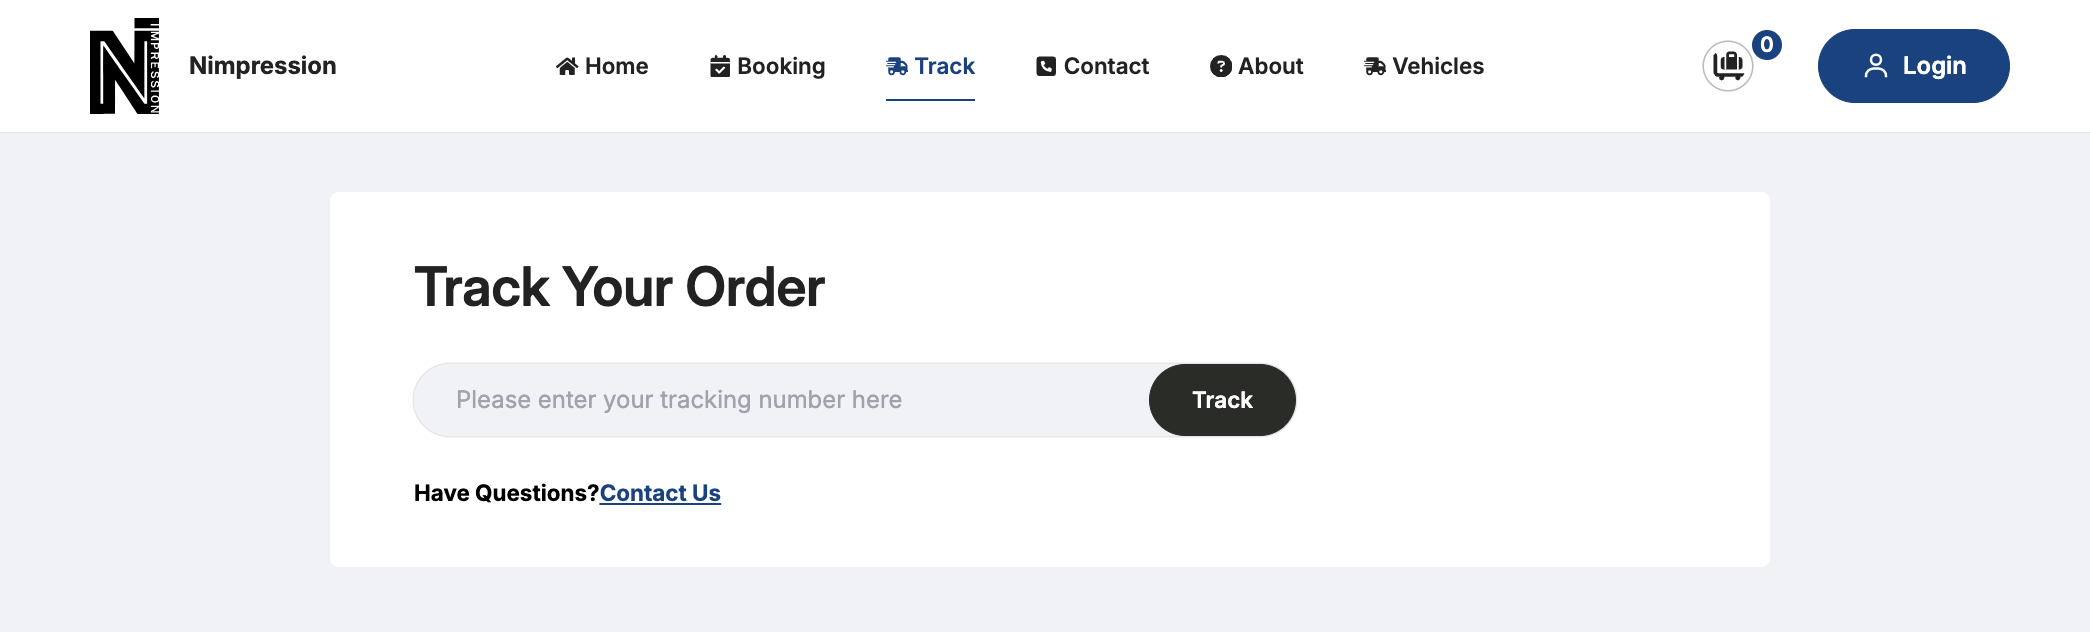 IMPRESSION
Nimpression
Home
Booking
Track
Contact
About
Vehicles
0
Login
Track Your Order
Please enter your tracking number here
Track
Have Questions?Contact Us